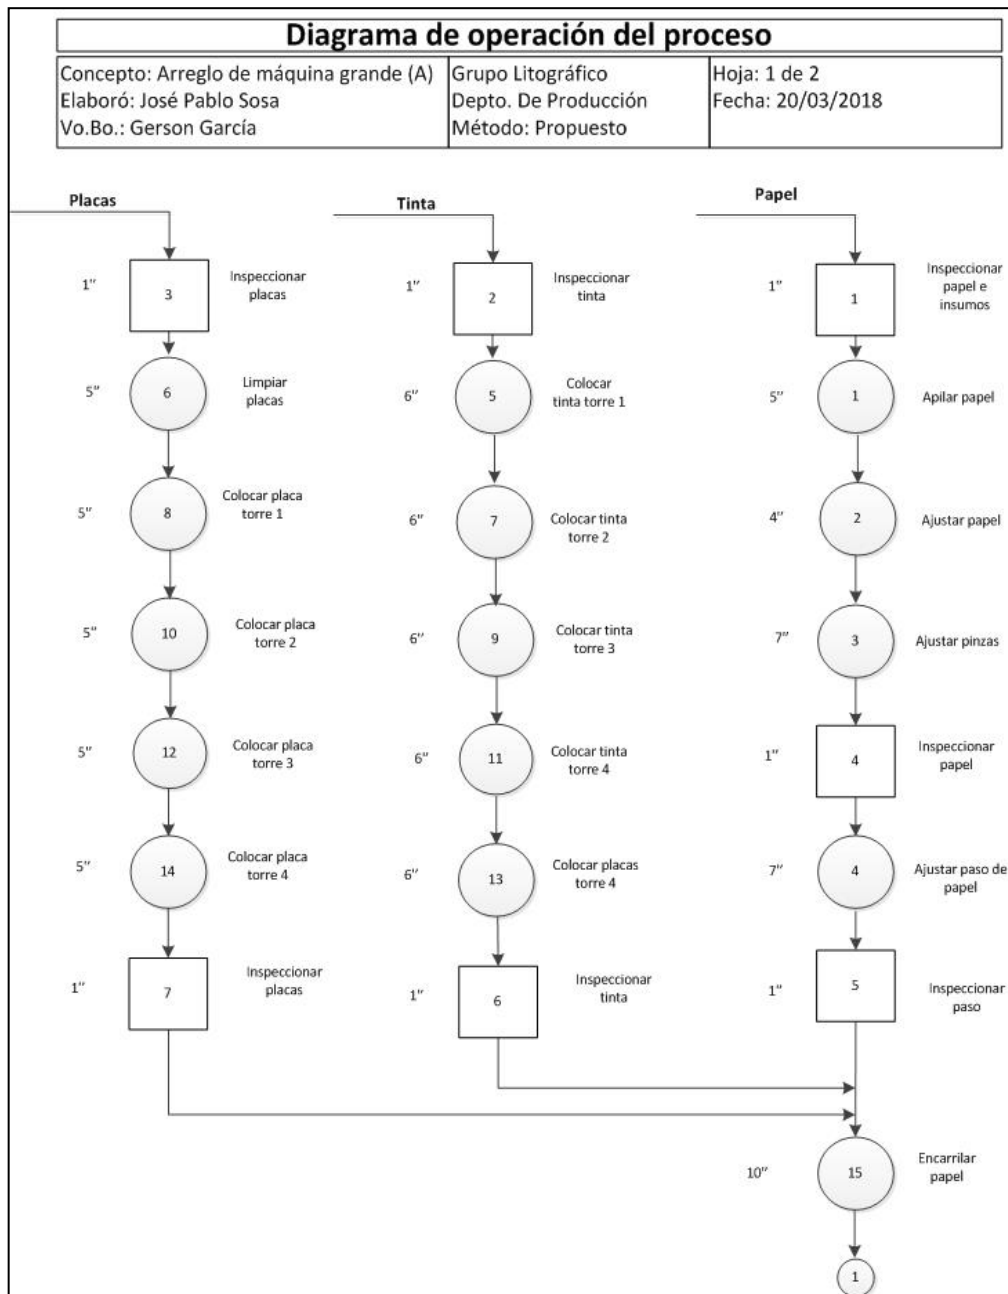 Diagrama de operación del proceso
Concepto: Arreglo de máquina grande (A)
Elaboró: José Pablo Sosa
Vo.Bo.: Gerson García
Grupo Litográfico
Depto. De Producción
Método: Propuesto
Hoja: 1 de 2
Fecha: 20/03/2018
Placas
1’’
3
Inspeccionar
placas
5’’
6
Limpiar
placas
5’’
8
Colocar placa
torre 1
5’’
10
Colocar placa
torre 2
5’’
12
Colocar placa
torre 3
5’’
14
Colocar placa
torre 4
1’’
7
Inspeccionar
placas
Tinta
1’’
2
Inspeccionar
tinta
6’’
5
Colocar
tinta torre 1
6’’
7
Colocar tinta
torre 2
6’’
9
Colocar tinta
torre 3
6’’
11
Colocar tinta
torre 4
6’’
13
Colocar placas
torre 4
1’’
6
Inspeccionar
tinta
Papel
1’’
1
Inspeccionar
papel e
insumos
5’’
1
Apilar papel
4’’
2
Ajustar papel
7’’
3
Ajustar pinzas
1’’
4
Inspeccionar
papel
7’’
4
Ajustar paso de
papel
1’’
5
Inspeccionar
paso
10’’
15
Encarrilar
papel
1